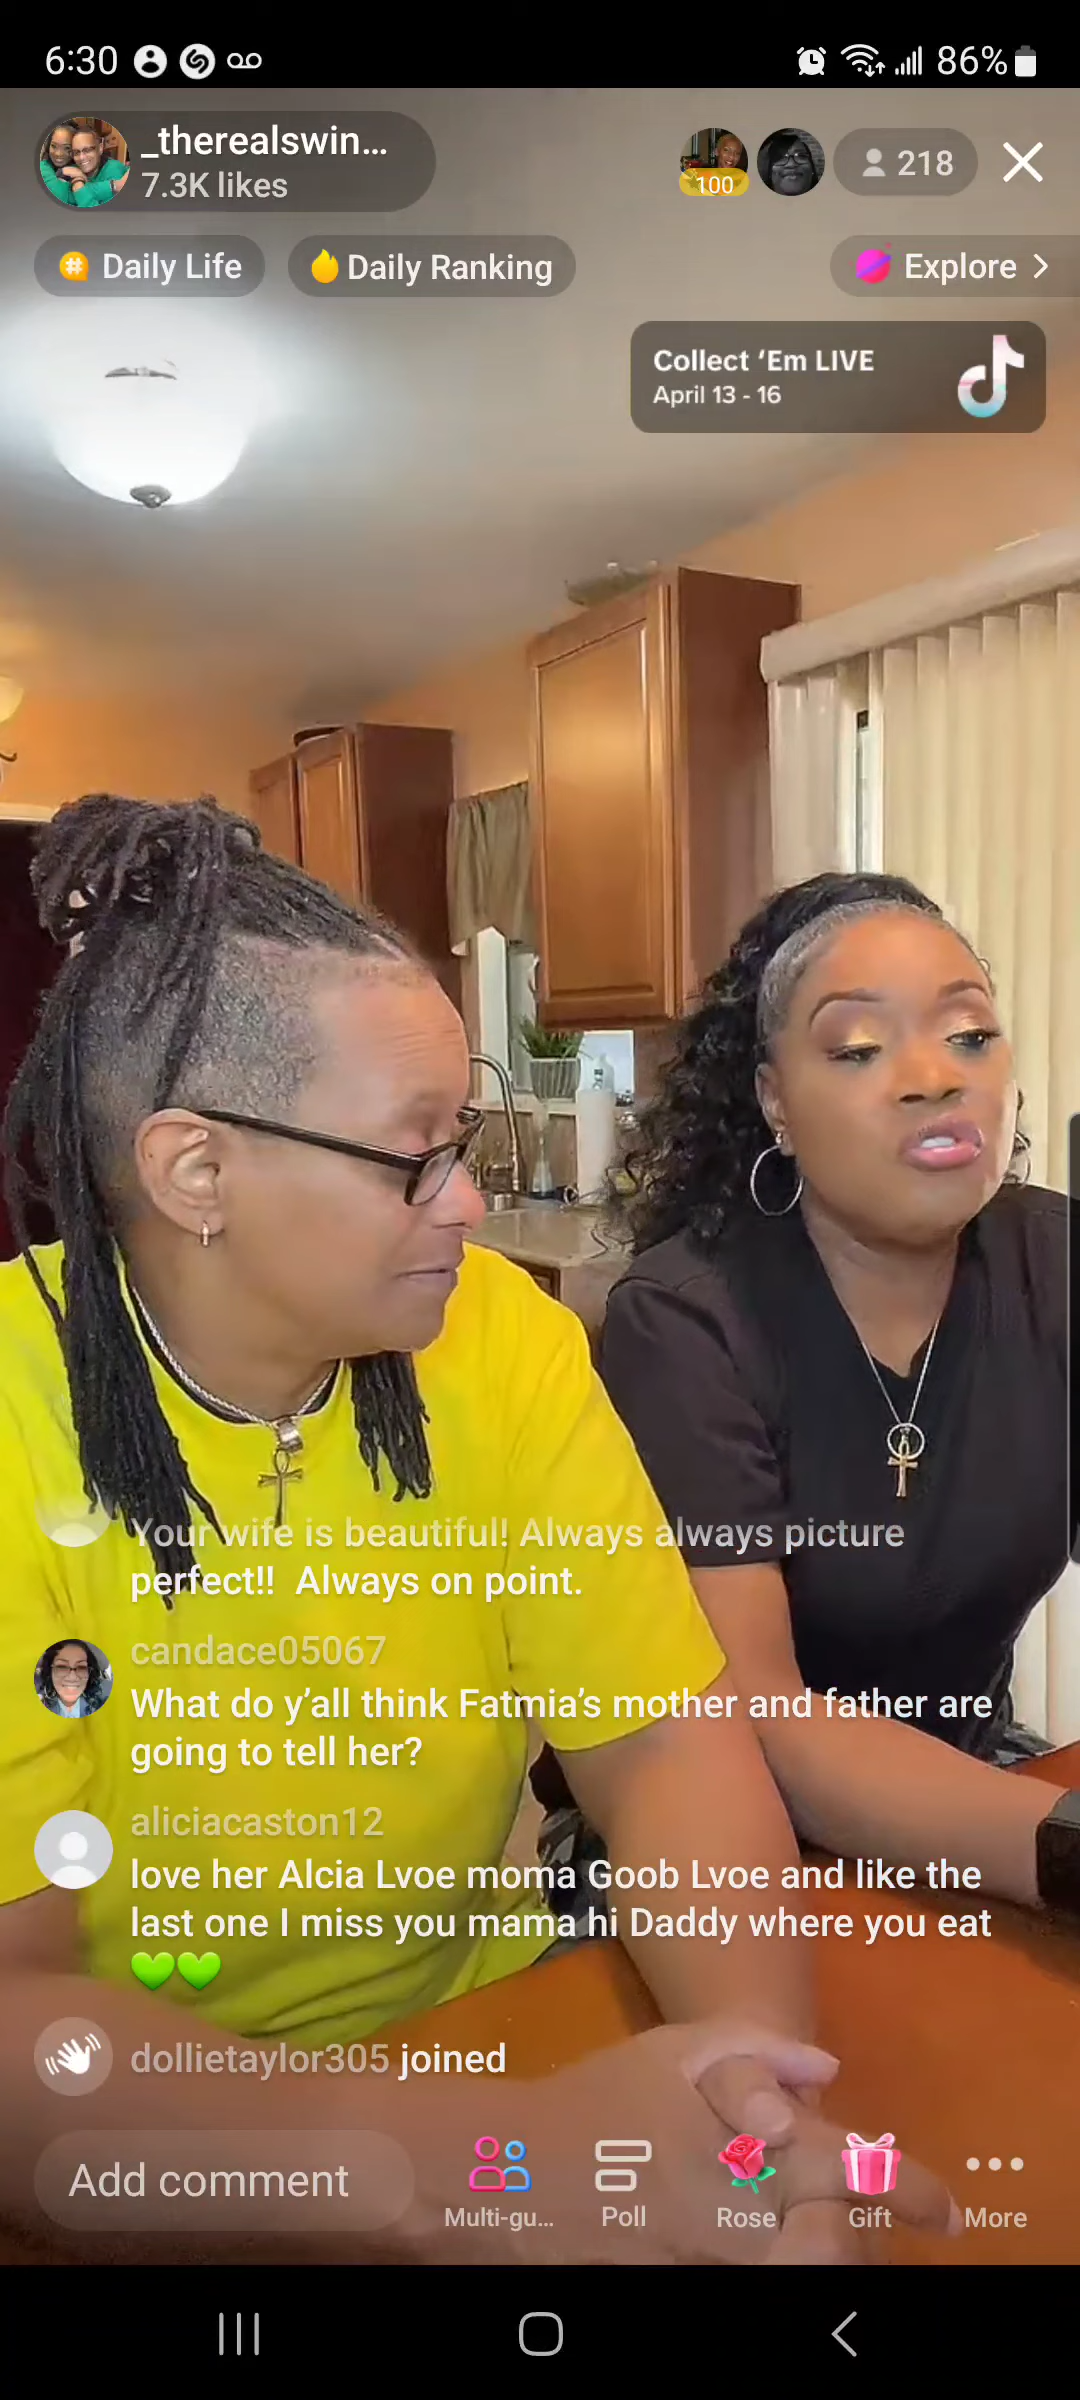 6:30
86%
_therealswin...
7.3K likes
100
218
Daily Life
Daily Ranking
Explore
Collect ‘Em LIVE
April 13 - 16
Your wife is beautiful! Always always picture
perfect!!  Always on point.
candace05067
What do y’all think Fatmia’s mother and father are
going to tell her?
aliciacaston12
love her Alcia Lvoe moma Goob Lvoe and like the
last one I miss you mama hi Daddy where you eat
💚💚
dollietaylor305 joined
Add comment
Multi-gu...
Poll
Rose
Gift
More